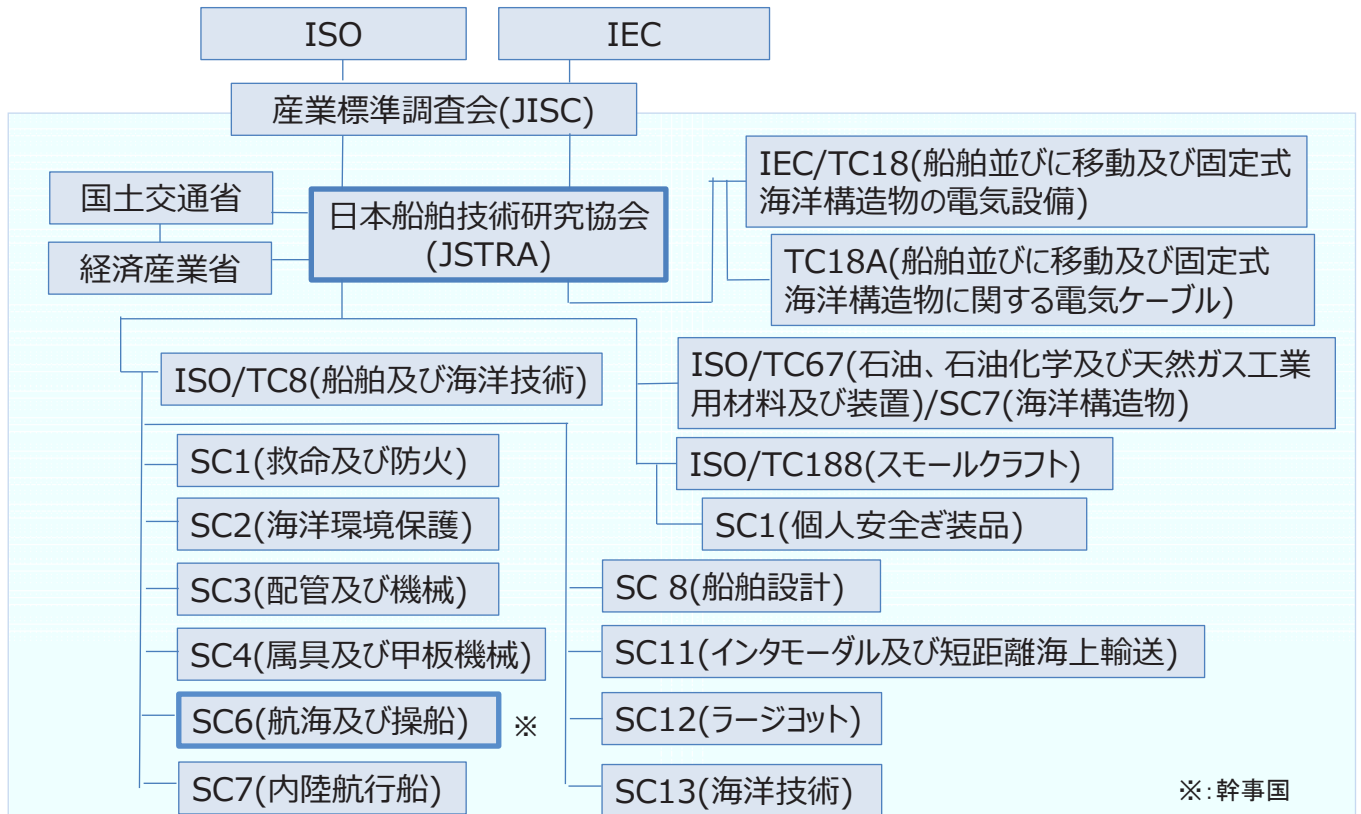 ISO
IEC
産業標準調査会(JISC)
国土交通省
経済産業省
日本船舶技術研究協会
(JSTRA)
IEC/TC18(船舶並びに移動及び固定式
海洋構造物の電気設備)
TC18A(船舶並びに移動及び固定式
海洋構造物に関する電気ケーブル)
ISO/TC8(船舶及び海洋技術)
ISO/TC67(石油、石油化学及び天然ガス工業
用材料及び装置)/SC7(海洋構造物)
ISO/TC188(スモールクラフト)
SC1(個人安全ぎ装品)
SC1(救命及び防火)
SC2(海洋環境保護)
SC3(配管及び機械)
SC4(属具及び甲板機械)
SC6(航海及び操船) ※
SC7(内陸航行船)
SC 8(船舶設計)
SC11(インタモーダル及び短距離海上輸送)
SC12(ラージヨット)
SC13(海洋技術)
※:幹事国